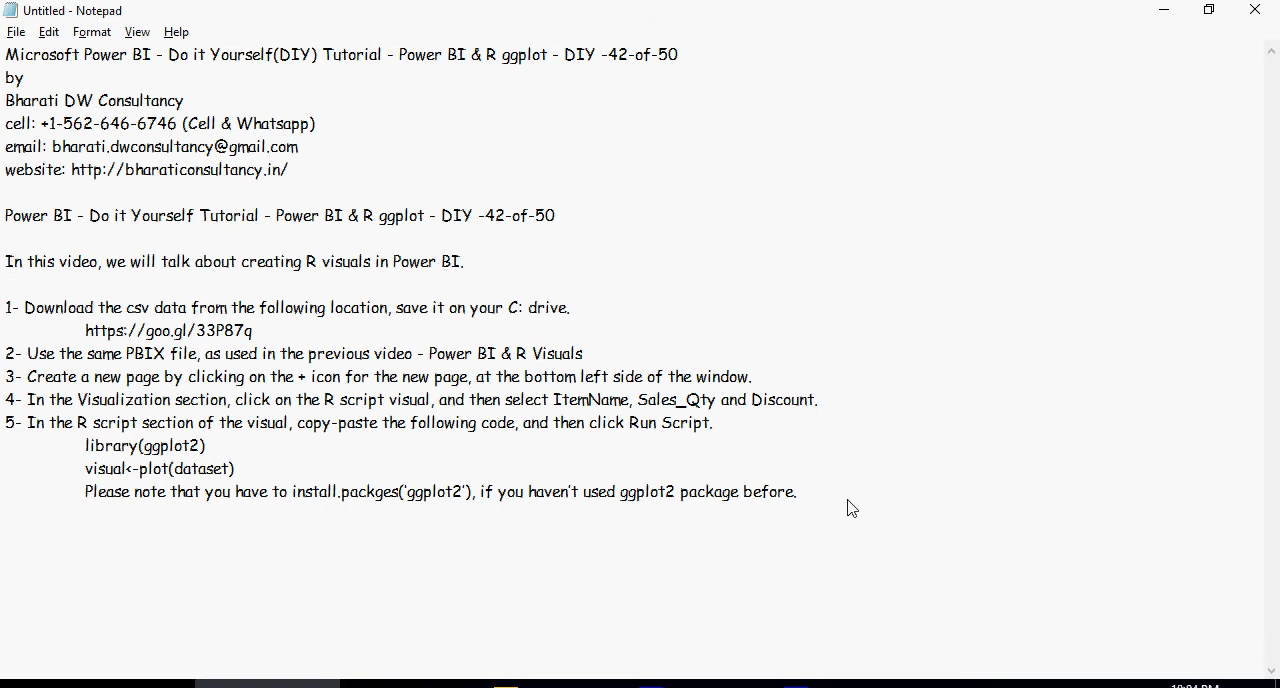 Untitled - Notepad
File Edit Format View Help
Microsoft Power BI - Do it Yourself(DIY) Tutorial - Power BI & R ggplot - DIY -42-of-50
by
Bharati DW Consultancy
cell: +1-562-646-6746 (Cell & Whatsapp)
email: bharati.dwconsultancy@gmail.com
website: http://bharaticonsultancy.in/
Power BI - Do it Yourself Tutorial - Power BI & R ggplot - DIY -42-of-50
In this video, we will talk about creating R visuals in Power BI.
1- Download the csv data from the following location, save it on your C: drive.
https://goo.gl/33P87q
2- Use the same PBIX file, as used in the previous video - Power BI & R Visuals
3- Create a new page by clicking on the + icon for the new page, at the bottom left side of the window.
4- In the Visualization section, click on the R script visual, and then select ItemName, Sales_Qty and Discount.
5- In the R script section of the visual, copy-paste the following code, and then click Run Script.
library(ggplot2)
visual<-plot(dataset)
Please note that you have to install.packges('ggplot2'), if you haven't used ggplot2 package before.